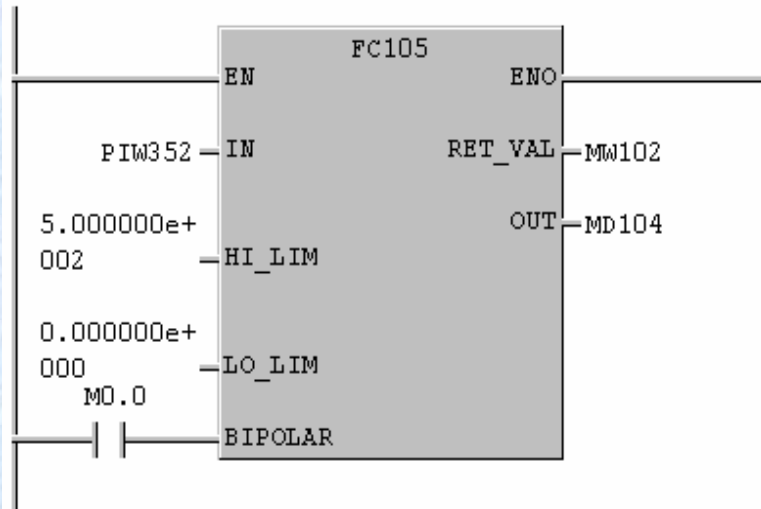 FC105
EN ENO
PIW352 IN RET_VAL MW102
5.000000e+ OUT MD104
002 HI_LIM
0.000000e+
000 LO_LIM
M0.0
BIPOLAR